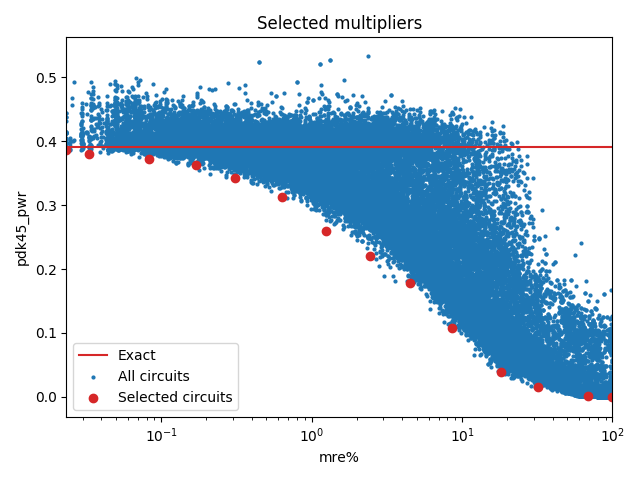 Selected multipliers
pdk45_pwr
0.5
0.4
0.3
0.2
0.1
0.0
Exact
All circuits
Selected circuits
10⁻¹ 10⁰ 10¹ 10²
mre%